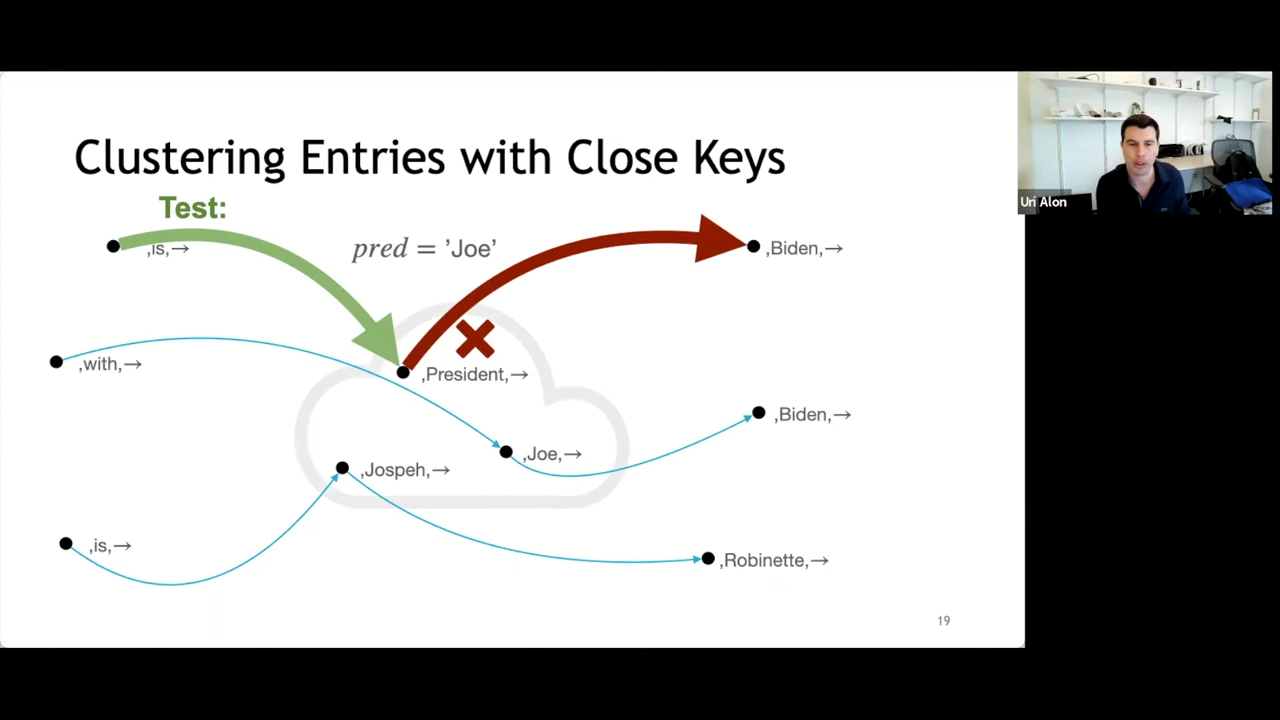 Clustering Entries with Close Keys
Uri Alon
Test:
,is,→
pred = 'Joe'
,Biden,→
,with,→
,President,→
,Biden,→
,Joe,→
,Jospeh,→
,is,→
,Robinette,→
19